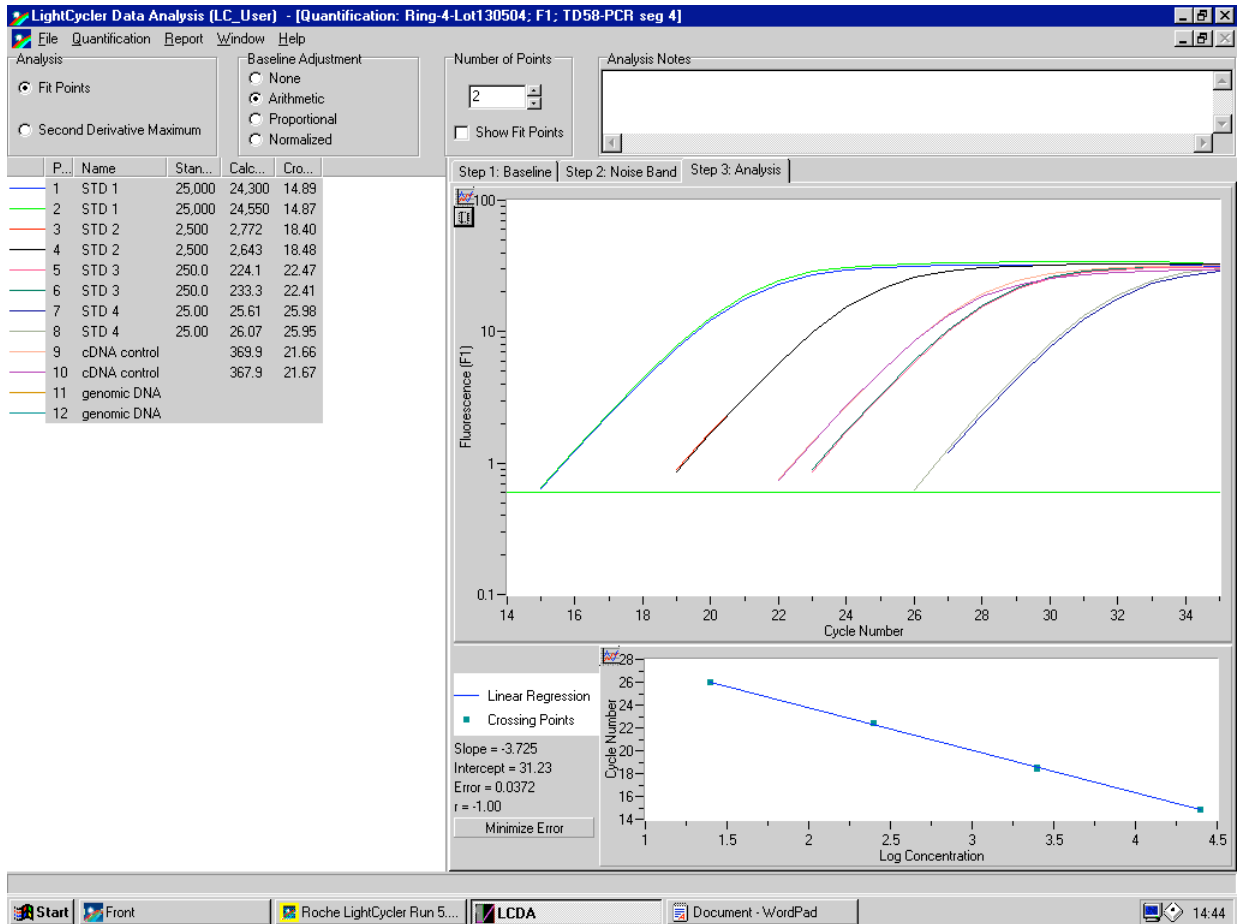 LightCycler Data Analysis (LC_User) - [Quantification: Ring-4-Lot130504; F1; TD58-PCR seg 4]
File Quantification Report Window Help
Analysis
Fit Points
Second Derivative Maximum
Baseline Adjustment
None
Arithmetic
Proportional
Normalized
Number of Points
2
Show Fit Points
Analysis Notes
P... Name Stan... Calc... Cro...
1 STD 1 25,000 24,300 14.89
2 STD 1 25,000 24,550 14.87
3 STD 2 2,500 2,772 18.40
4 STD 2 2,500 2,643 18.48
5 STD 3 250.0 224.1 22.47
6 STD 3 250.0 233.3 22.41
7 STD 4 25.00 25.61 25.98
8 STD 4 25.00 26.07 25.95
9 cDNA control 369.9 21.66
10 cDNA control 367.9 21.67
11 genomic DNA
12 genomic DNA
Step 1: Baseline Step 2: Noise Band Step 3: Analysis
100
10
1
0.1
Fluorescence (F1)
14 16 18 20 22 24 26 28 30 32 34
Cycle Number
Linear Regression
Crossing Points
Slope = -3.725
Intercept = 31.23
Error = 0.0372
r = -1.00
Minimize Error
28
26
24
22
20
18
16
14
Cycle Number
1 1.5 2 2.5 3 3.5 4 4.5
Log Concentration
Start Front Roche LightCycler Run 5.... LCDA Document - WordPad 14:44